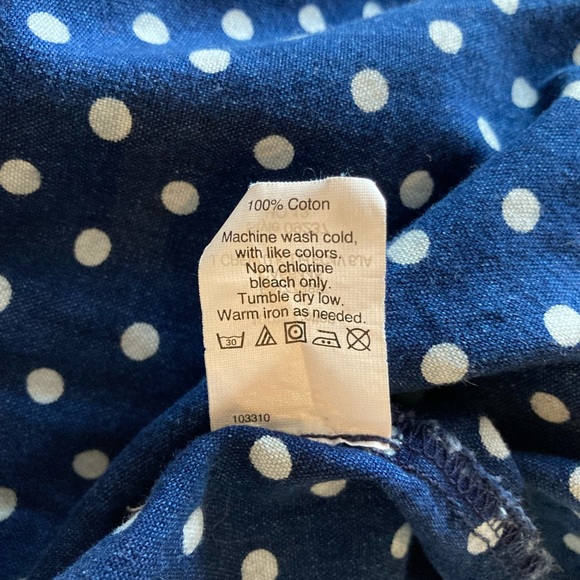 100% Coton
Machine wash cold,
with like colors.
Non chlorine
bleach only.
Tumble dry low.
Warm iron as needed.
30
103310